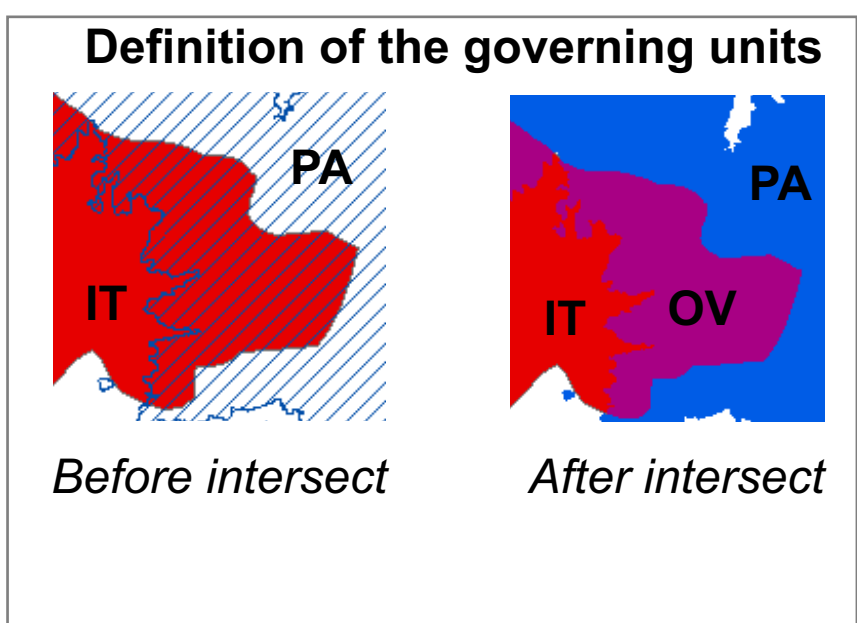 Definition of the governing units
PA
IT
PA
IT
OV
Before intersect
After intersect